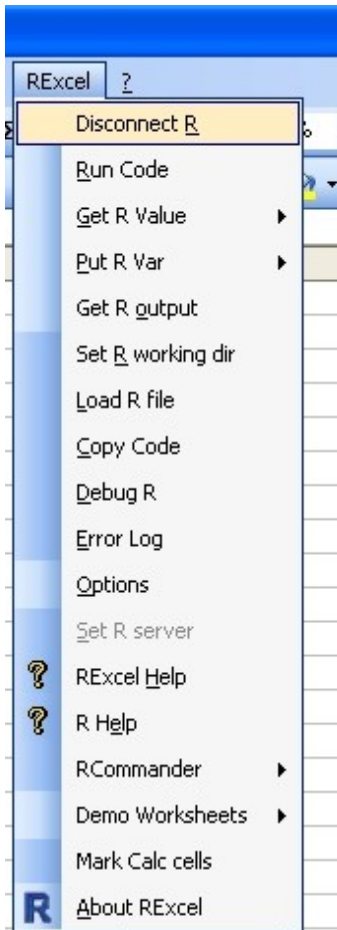 RExcel ?
Disconnect R
%
Run Code
Get R Value
Put R Var
Get R output
Set R working dir
Load R file
Copy Code
Debug R
Error Log
Options
Set R server
? RExcel Help
? R Help
RCommander
Demo Worksheets
Mark Calc cells
R About RExcel